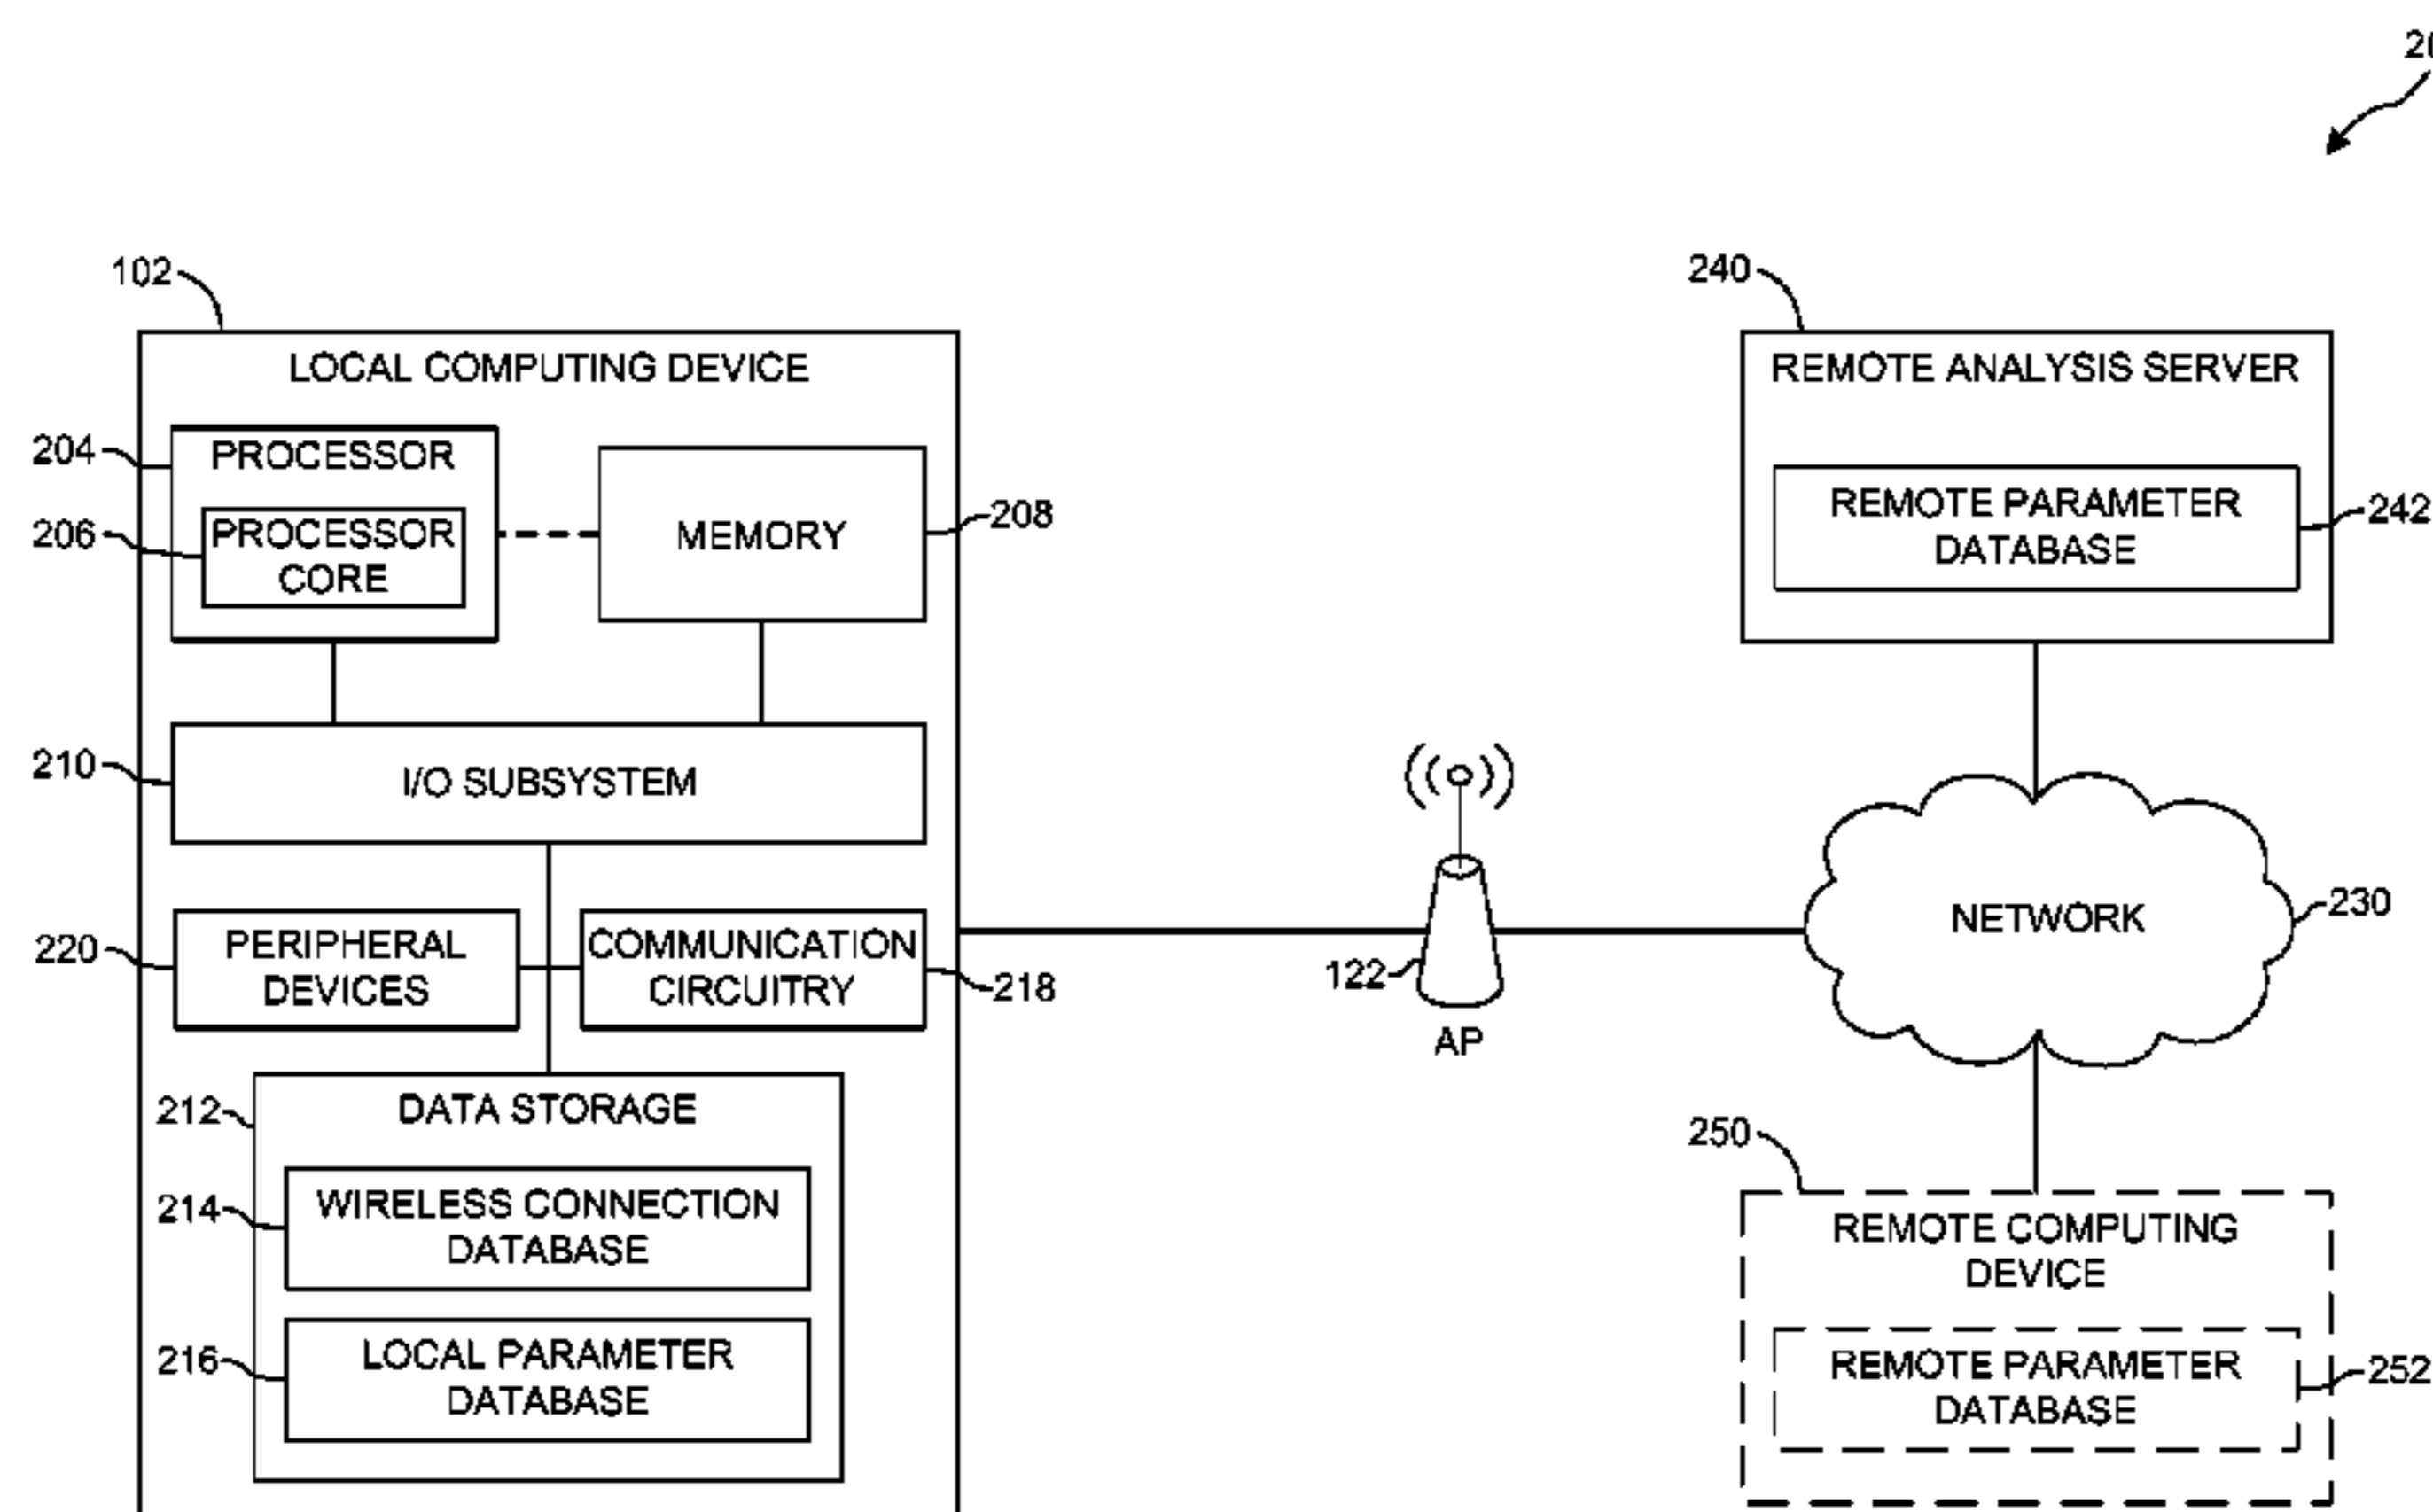 102
LOCAL COMPUTING DEVICE
204
PROCESSOR
206
PROCESSOR
CORE
MEMORY
208
210
I/O SUBSYSTEM
220
PERIPHERAL
DEVICES
COMMUNICATION
CIRCUITRY
218
212
DATA STORAGE
214
WIRELESS CONNECTION
DATABASE
216
LOCAL PARAMETER
DATABASE
122
AP
240
REMOTE ANALYSIS SERVER
REMOTE PARAMETER
DATABASE
242
NETWORK
230
250
REMOTE COMPUTING
DEVICE
REMOTE PARAMETER
DATABASE
252